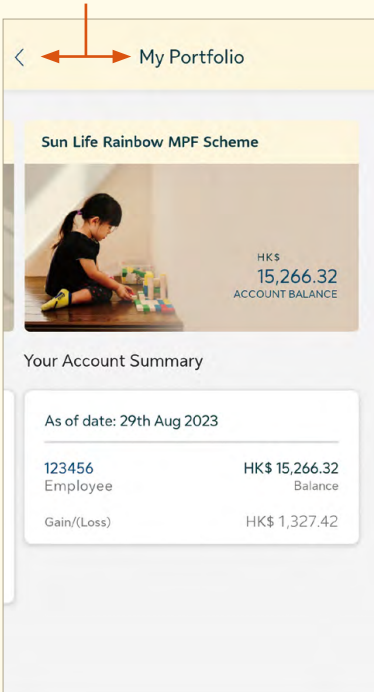 My Portfolio
Sun Life Rainbow MPF Scheme
HK$
15,266.32
ACCOUNT BALANCE
Your Account Summary
As of date: 29th Aug 2023
123456 HK$ 15,266.32
Employee Balance
Gain/(Loss) HK$ 1,327.42